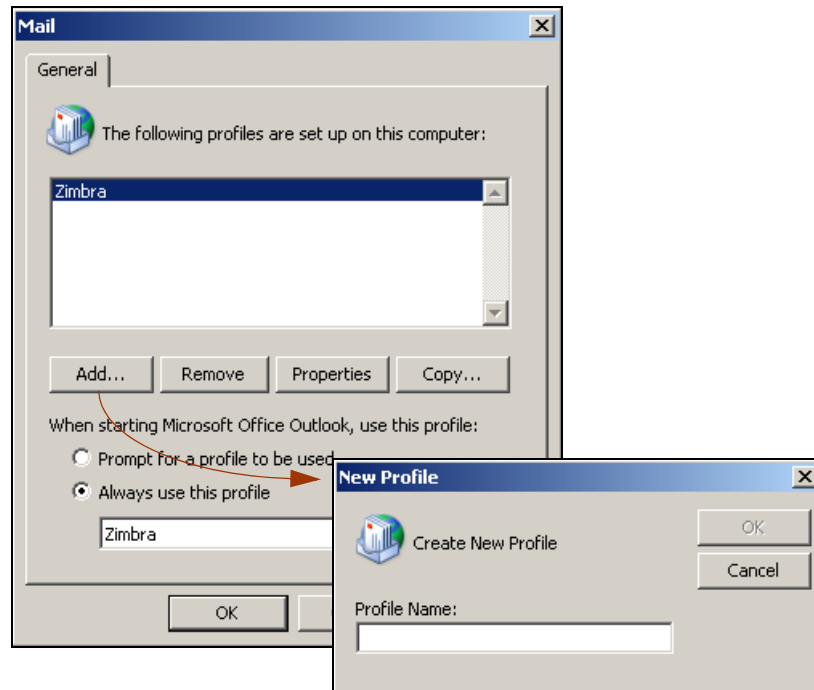 Mail
General
The following profiles are set up on this computer:
Zimbra
Add...
Remove
Properties
Copy...
When starting Microsoft Office Outlook, use this profile:
Prompt for a profile to be used
Always use this profile
Zimbra
OK
New Profile
Create New Profile
OK
Cancel
Profile Name: